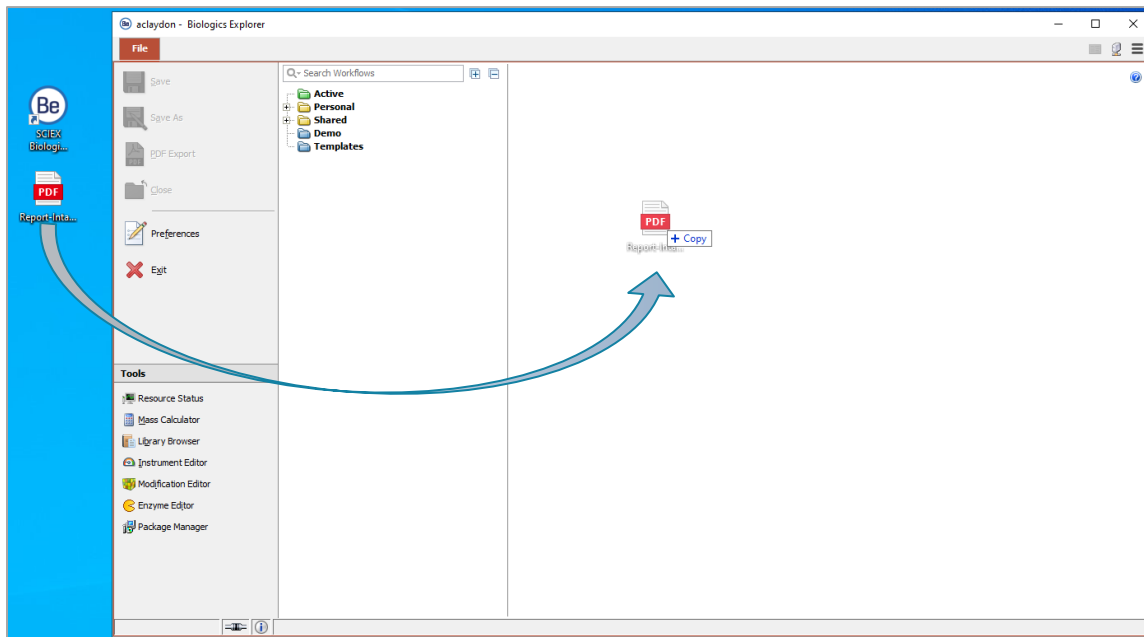 aclaydon - Biologics Explorer
File
Save
Save As
PDF Export
Close
Preferences
Exit
Search Workflows
Active
Personal
Shared
Demo
Templates
Be
SCIEX
Biologi...
PDF
Report-Inta...
PDF
Copy
Report-Inta...
Tools
Resource Status
Mass Calculator
Library Browser
Instrument Editor
Modification Editor
Enzyme Editor
Package Manager